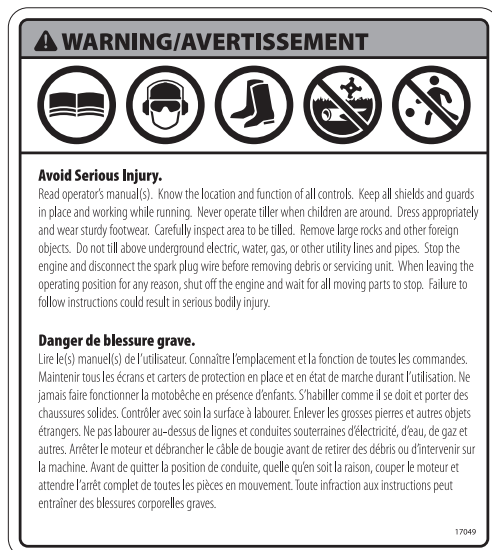 WARNING/AVERTISSEMENT
Avoid Serious Injury.
Read operator's manual(s). Know the location and function of all controls. Keep all shields and guards
in place and working while running. Never operate tiller when children are around. Dress appropriately
and wear sturdy footwear. Carefully inspect area to be tilled. Remove large rocks and other foreign
objects. Do not till above underground electric, water, gas, or other utility lines and pipes. Stop the
engine and disconnect the spark plug wire before removing debris or servicing unit. When leaving the
operating position for any reason, shut off the engine and wait for all moving parts to stop. Failure to
follow instructions could result in serious bodily injury.
Danger de blessure grave.
Lire le(s) manuel(s) de l'utilisateur. Connaître l'emplacement et la fonction de toutes les commandes.
Maintenir tous les écrans et carters de protection en place et en état de marche durant l'utilisation. Ne
jamais faire fonctionner la motobêche en présence d'enfants. S'habiller comme il se doit et porter des
chaussures solides. Contrôler avec soin la surface à labourer. Enlever les grosses pierres et autres objets
étrangers. Ne pas labourer au-dessus de lignes et conduites souterraines d'électricité, d'eau, de gaz et
autres. Arrêter le moteur et débrancher le câble de bougie avant de retirer des débris ou d'intervenir sur
la machine. Avant de quitter la position de conduite, quelle qu'en soit la raison, couper le moteur et
attendre l'arrêt complet de toutes les pièces en mouvement. Toute infraction aux instructions peut
entraîner des blessures corporelles graves.
17049